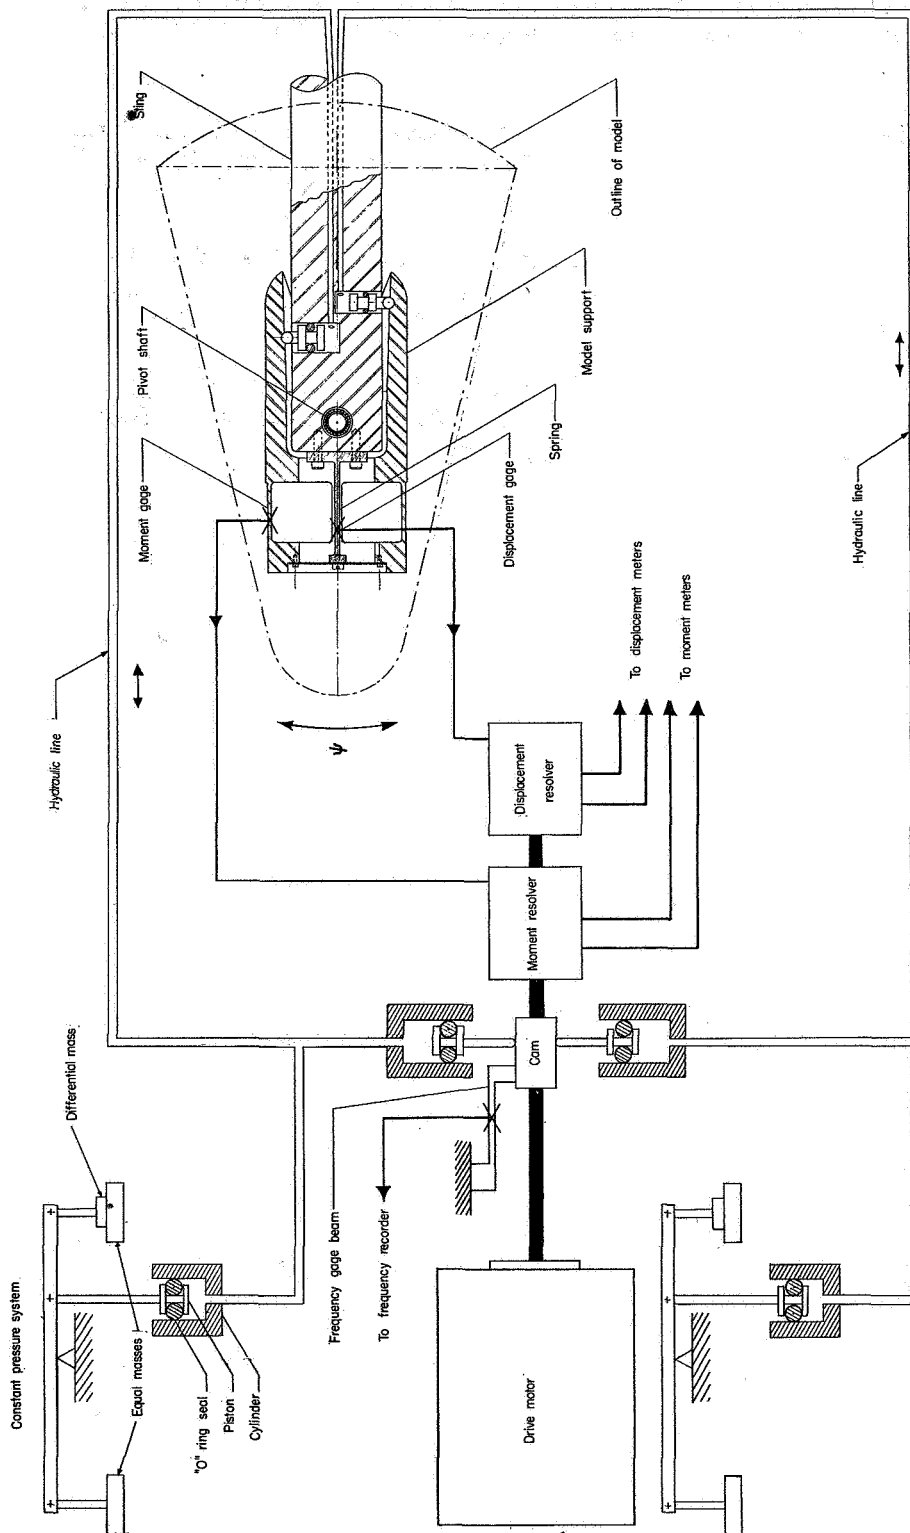 Sting
Outline of model
Pivot shaft
Model support
Moment gage
Spring
Displacement gage
Hydraulic line
To displacement meters
To moment meters
Hydraulic line
ψ
Displacement
resolver
Moment resolver
Differential mass
Cam
Frequency gage beam
To frequency recorder
Constant pressure system
Equal masses
"O" ring seal
Piston
Cylinder
Drive motor